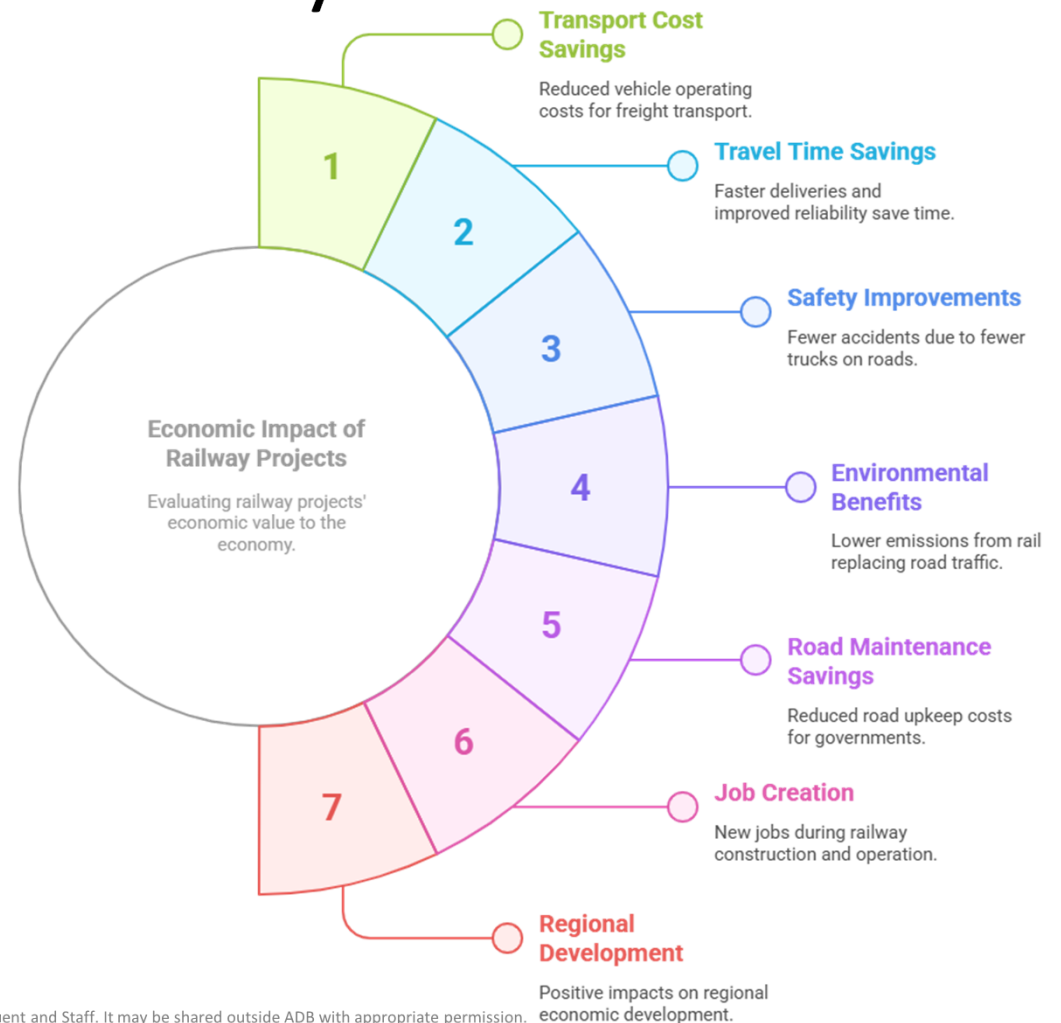 Transport Cost
Savings
Reduced vehicle operating
costs for freight transport.
1
Travel Time Savings
Faster deliveries and
improved reliability save time.
2
Safety Improvements
Fewer accidents due to fewer
trucks on roads.
3
Economic Impact of
Railway Projects
Evaluating railway projects'
economic value to the
economy.
4
Environmental
Benefits
Lower emissions from rail
replacing road traffic.
5
Road Maintenance
Savings
Reduced road upkeep costs
for governments.
6
Job Creation
New jobs during railway
construction and operation.
7
Regional
Development
Positive impacts on regional
economic development.
and Staff. It may be shared outside ADB with appropriate permission.